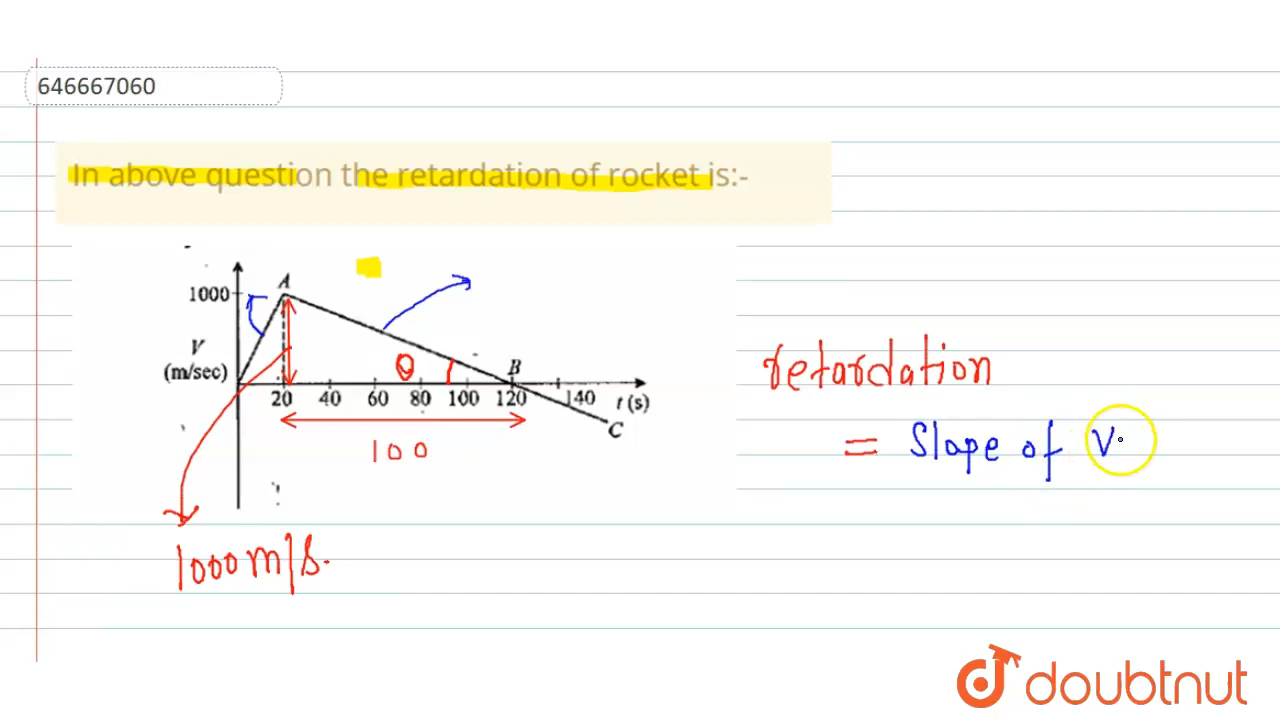 646667060
In above question the retardation of rocket is:-
A
1000
V
(m/sec)
B
20 40 60 80 100 120 140 t (s)
C
θ
100
1000 m/s.
retardation
= Slope of V
doubtnut